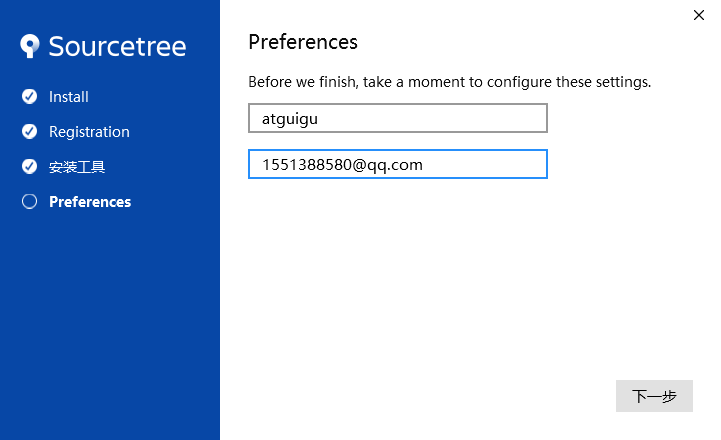 Sourcetree
Install
Registration
安装工具
Preferences
Preferences
Before we finish, take a moment to configure these settings.
atguigu
1551388580@qq.com
下一步